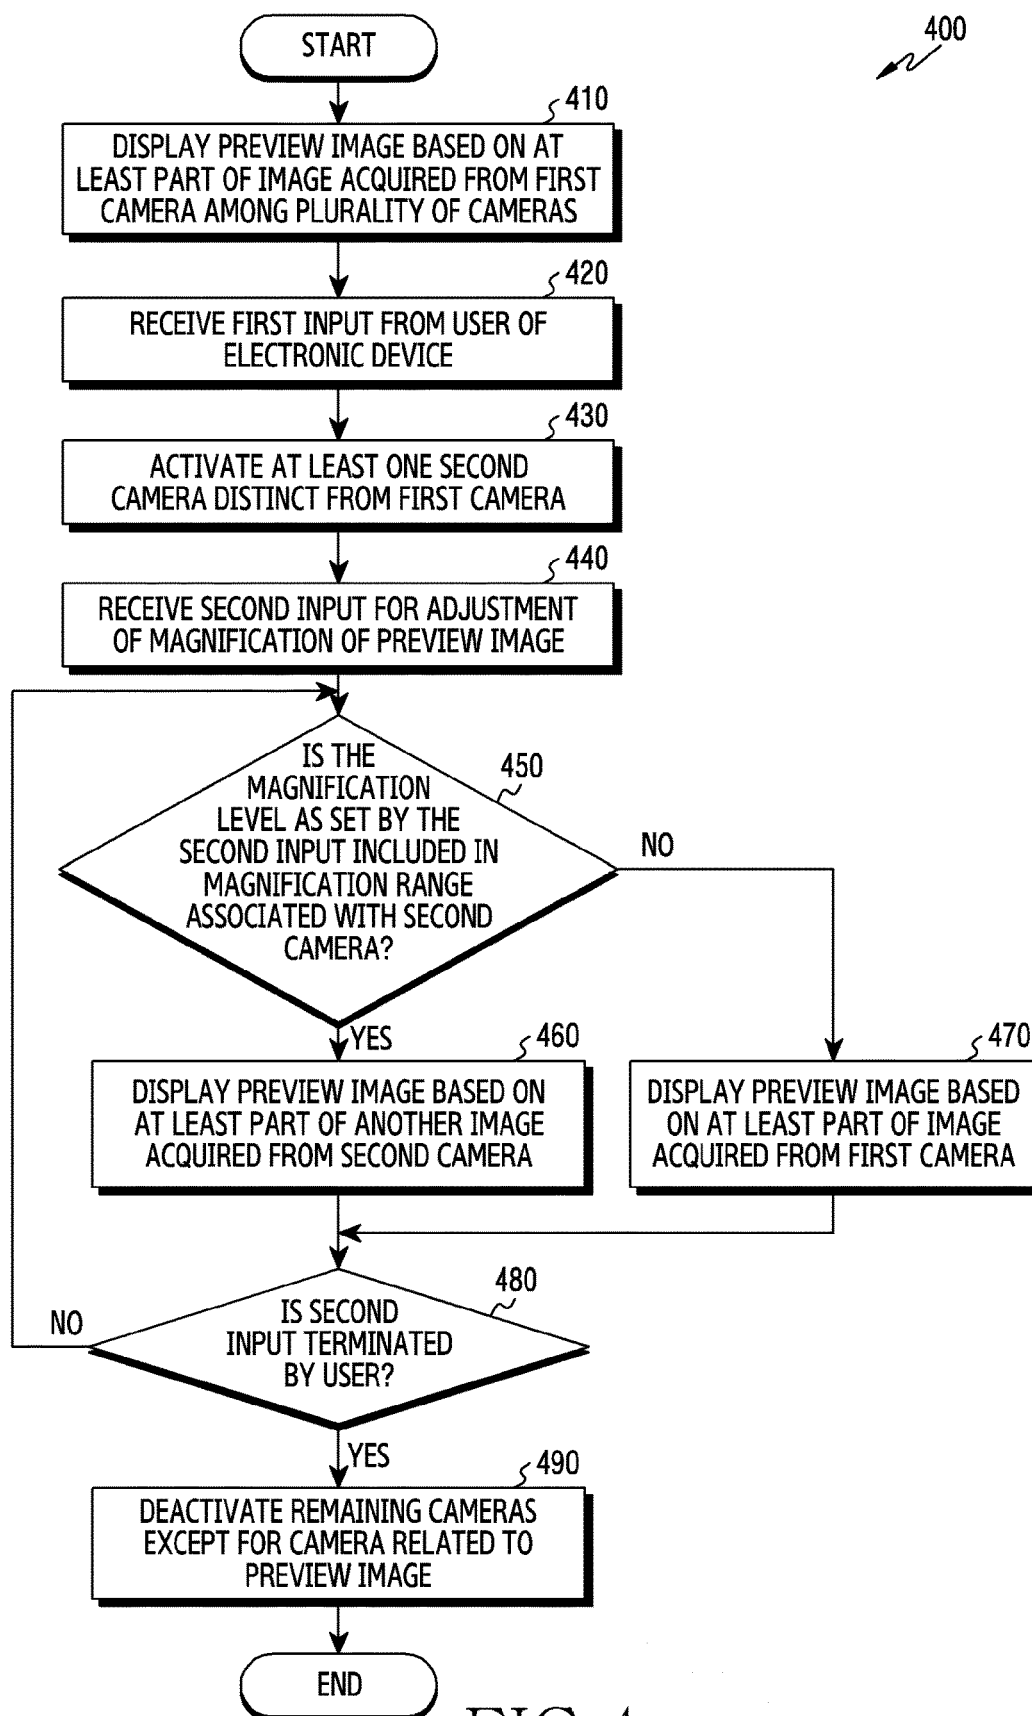 START
400
410
DISPLAY PREVIEW IMAGE BASED ON AT
LEAST PART OF IMAGE ACQUIRED FROM FIRST
CAMERA AMONG PLURALITY OF CAMERAS
420
RECEIVE FIRST INPUT FROM USER OF
ELECTRONIC DEVICE
430
ACTIVATE AT LEAST ONE SECOND
CAMERA DISTINCT FROM FIRST CAMERA
440
RECEIVE SECOND INPUT FOR ADJUSTMENT
OF MAGNIFICATION OF PREVIEW IMAGE
450
IS THE
MAGNIFICATION
LEVEL AS SET BY THE
SECOND INPUT INCLUDED IN
MAGNIFICATION RANGE
ASSOCIATED WITH SECOND
CAMERA?
NO
YES
460
DISPLAY PREVIEW IMAGE BASED ON
AT LEAST PART OF ANOTHER IMAGE
ACQUIRED FROM SECOND CAMERA
470
DISPLAY PREVIEW IMAGE BASED
ON AT LEAST PART OF IMAGE
ACQUIRED FROM FIRST CAMERA
480
IS SECOND
INPUT TERMINATED
BY USER?
NO
YES
490
DEACTIVATE REMAINING CAMERAS
EXCEPT FOR CAMERA RELATED TO
PREVIEW IMAGE
END